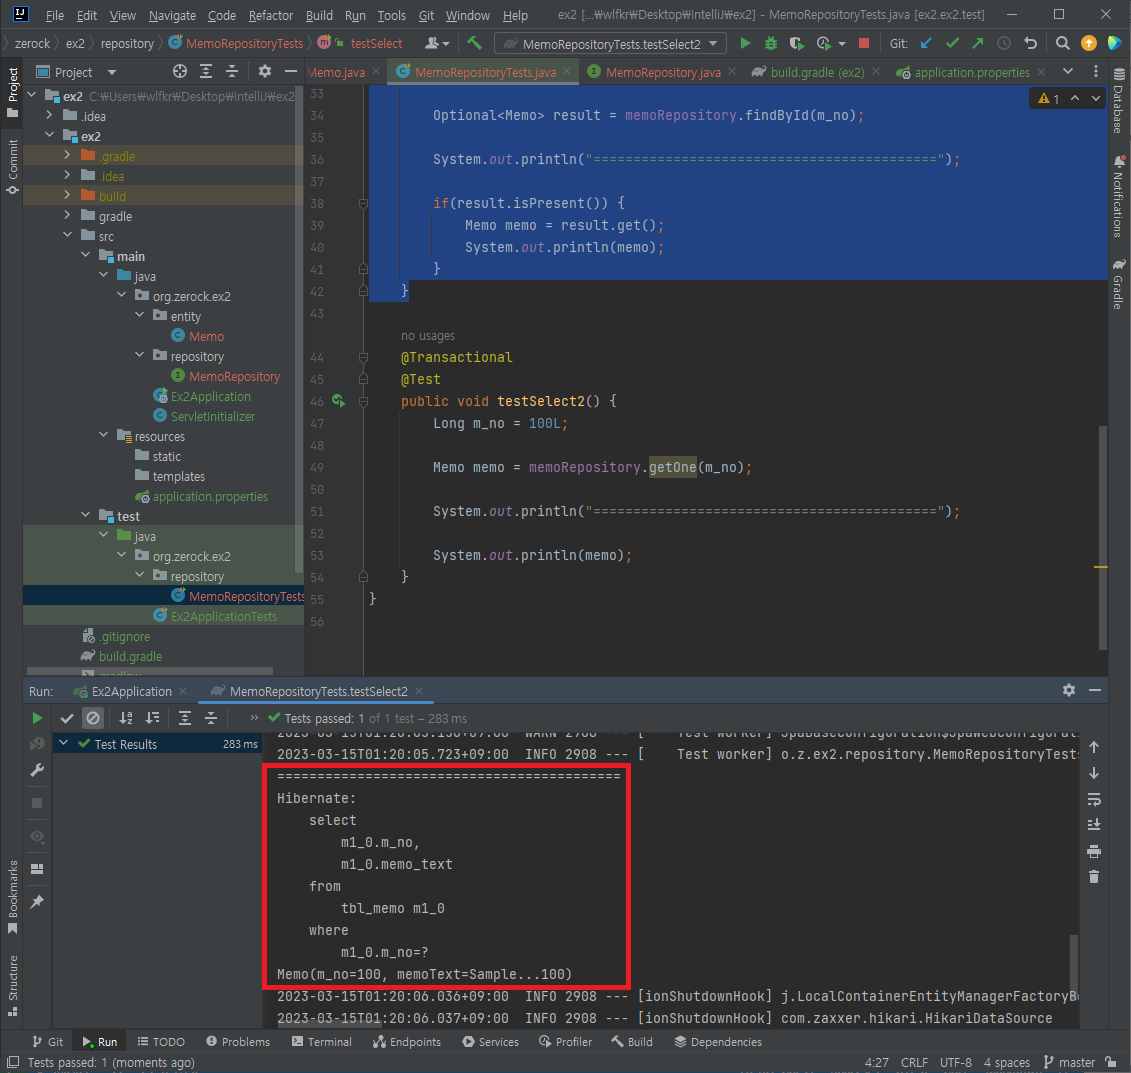 File Edit View Navigate Code Refactor Build Run Tools Git Window Help ex2 [...₩wlfkr₩Desktop₩IntelliJ₩ex2] - MemoRepositoryTests.java [ex2.ex2.test]
zerock ex2 repository MemoRepositoryTests testSelect MemoRepositoryTests.testSelect2 Git:
Project Memo.java MemoRepositoryTests.java MemoRepository.java build.gradle (ex2) application.properties
Project
Commit
Bookmarks
Structure
ex2 C:₩Users₩wlfkr₩Desktop₩IntelliJ₩ex2
.idea
ex2
.gradle
.idea
build
gradle
src
main
java
org.zerock.ex2
entity
Memo
repository
MemoRepository
Ex2Application
ServletInitializer
resources
static
templates
application.properties
test
java
org.zerock.ex2
repository
MemoRepositoryTests
Ex2ApplicationTests
.gitignore
build.gradle
33
1
34 Optional<Memo> result = memoRepository.findById(m_no);
35
36 System.out.println("===========================================");
37
38 if(result.isPresent()) {
39 Memo memo = result.get();
40 System.out.println(memo);
41 }
42 }
43
no usages
44 @Transactional
45 @Test
46 public void testSelect2() {
47 Long m_no = 100L;
48
49 Memo memo = memoRepository.getOne(m_no);
50
51 System.out.println("===========================================");
52
53 System.out.println(memo);
54 }
55 }
56
Database
Notifications
Gradle
Run: Ex2Application MemoRepositoryTests.testSelect2
Tests passed: 1 of 1 test – 283 ms
Test Results 283 ms
2023-03-15T01:20:05.723+09:00 INFO 2908 --- [ Test worker] o.z.ex2.repository.MemoRepositoryTests
===========================================
Hibernate:
select
m1_0.m_no,
m1_0.memo_text
from
tbl_memo m1_0
where
m1_0.m_no=?
Memo(m_no=100, memoText=Sample...100)
2023-03-15T01:20:06.036+09:00 INFO 2908 --- [ionShutdownHook] j.LocalContainerEntityManagerFactoryBe
2023-03-15T01:20:06.037+09:00 INFO 2908 --- [ionShutdownHook] com.zaxxer.hikari.HikariDataSource
Git Run TODO Problems Terminal Endpoints Services Profiler Build Dependencies
Tests passed: 1 (moments ago) 4:27 CRLF UTF-8 4 spaces master